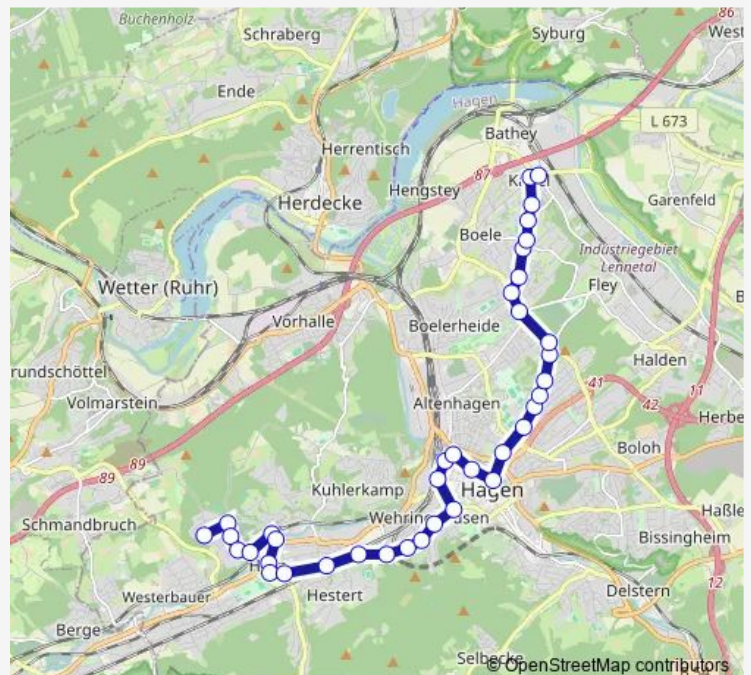 86
Buchenholz
Schraberg
Syburg
West
Ende
Hagen
L 673
Bathey
Herrentisch
87
Hengstey
Garenfeld
Herdecke
Boele
Industriegebiet
Lennetal
Wetter (Ruhr)
Fley
Vorhalle
Boelerheide
Halden
rundschöttel
41
11
Volmarstein
Altenhagen
42
Herbe
Boloh
89
89
Kuhlerkamp
Hagen
Haßle
Schmandbruch
Bissingheim
12
Westerbauer
Hestert
Delstern
Berge
Selbecke
© OpenStreetMap contributors